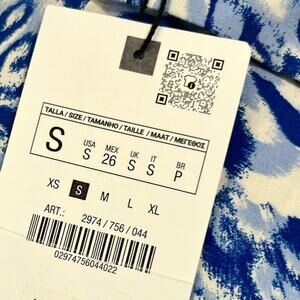 TALLA / SIZE / TAMANHO / TAILLE / MAAT / ΜΕΓΕΘΟΣ
S
USA MEX UK IT BR
S 26 S S P
XS S M L XL
ART.: 2974 / 756 / 044
02974756044022